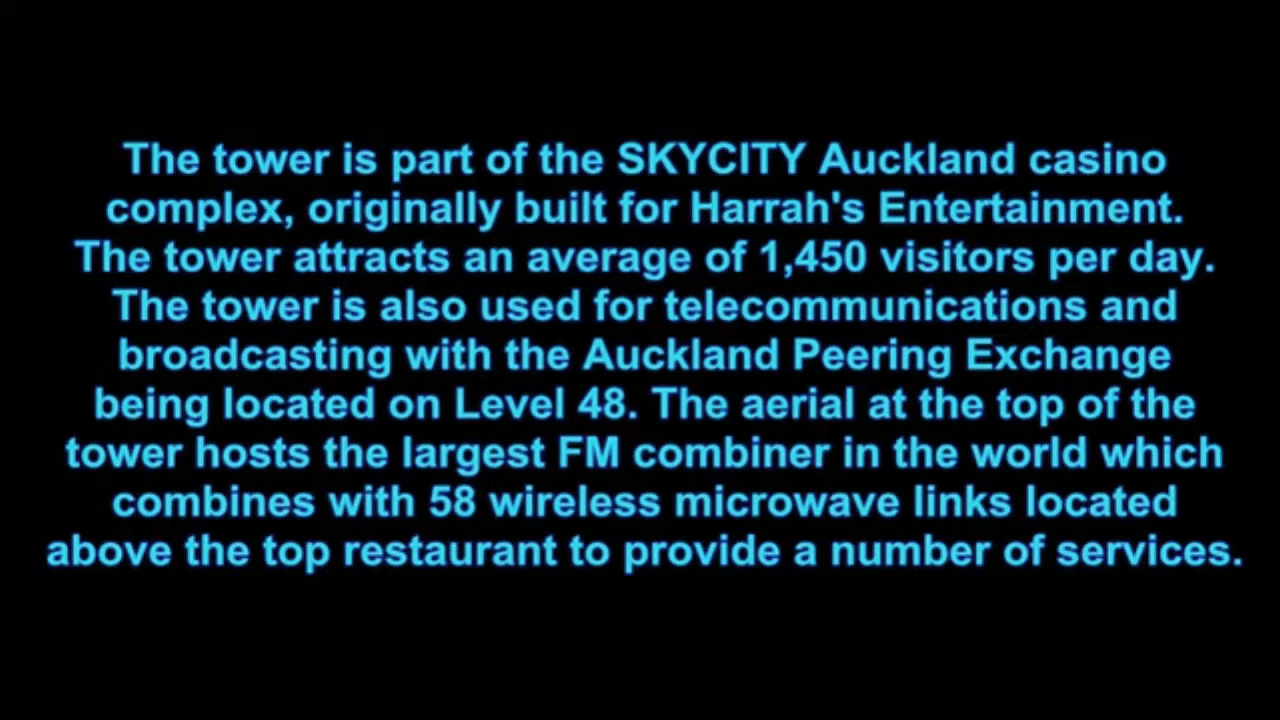 The tower is part of the SKYCITY Auckland casino
complex, originally built for Harrah's Entertainment.
The tower attracts an average of 1,450 visitors per day.
The tower is also used for telecommunications and
broadcasting with the Auckland Peering Exchange
being located on Level 48. The aerial at the top of the
tower hosts the largest FM combiner in the world which
combines with 58 wireless microwave links located
above the top restaurant to provide a number of services.